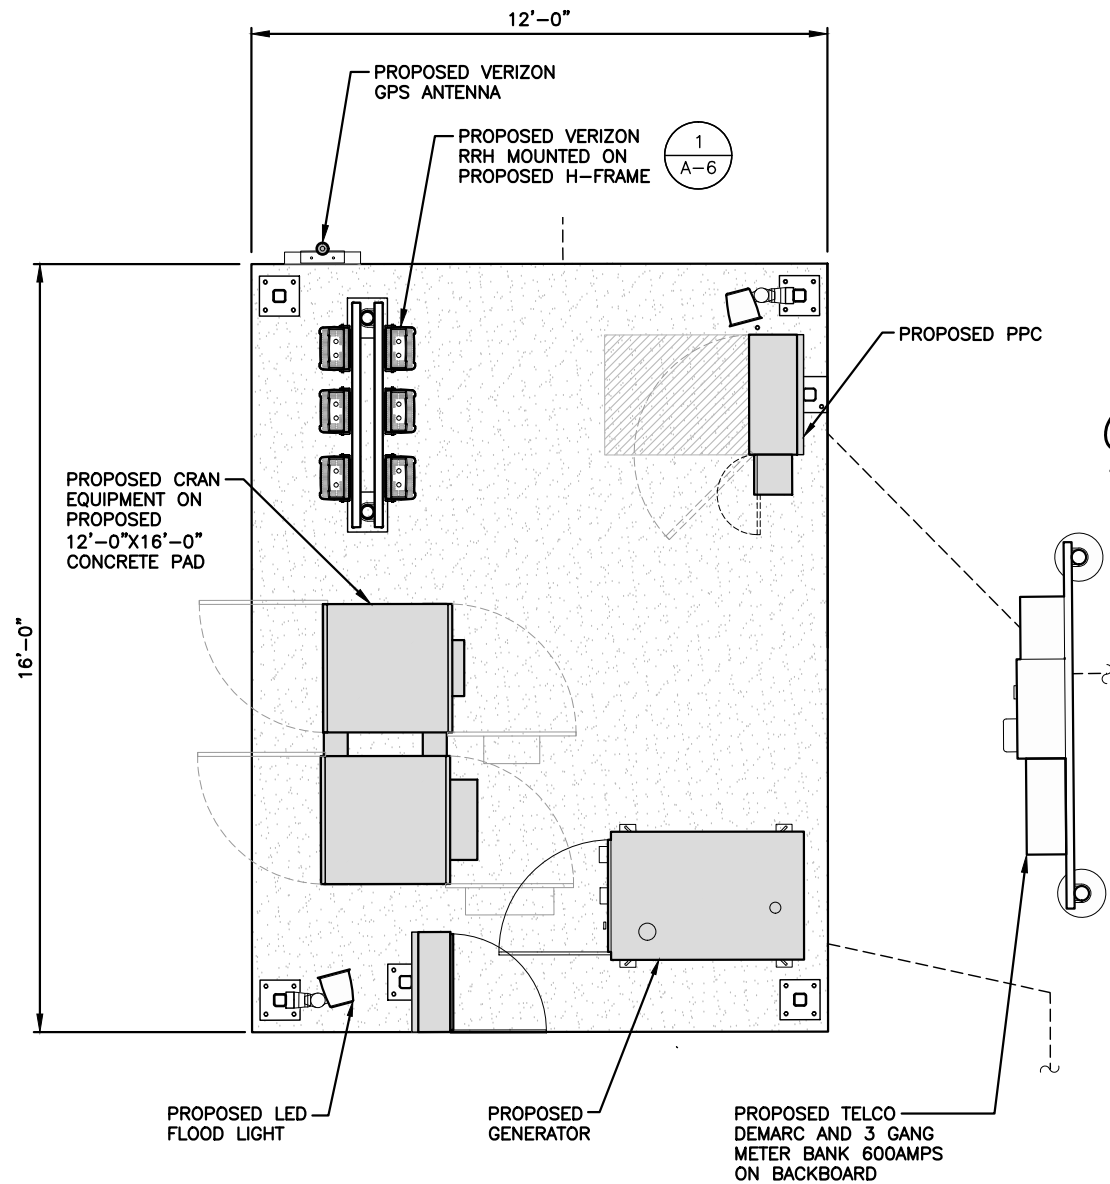 12'-0"
PROPOSED VERIZON
GPS ANTENNA
PROPOSED VERIZON
RRH MOUNTED ON
PROPOSED H-FRAME
1
A-6
PROPOSED PPC
PROPOSED CRAN
EQUIPMENT ON
PROPOSED
12'-0"X16'-0"
CONCRETE PAD
16'-0"
PROPOSED LED
FLOOD LIGHT
PROPOSED
GENERATOR
PROPOSED TELCO
DEMARC AND 3 GANG
METER BANK 600AMPS
ON BACKBOARD